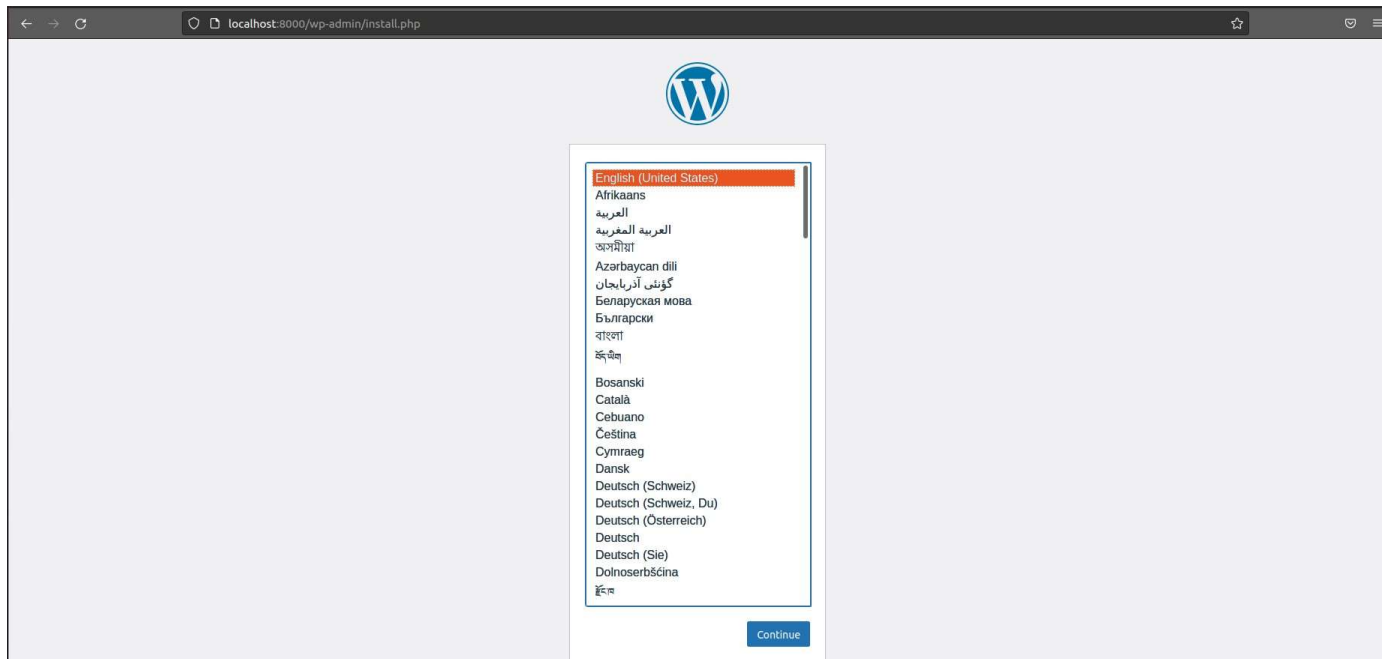 localhost:8000/wp-admin/install.php
English (United States)
Afrikaans
العربية
العربية المغربية
অসমীয়া
Azərbaycan dili
گؤنئی آذربایجان
Беларуская мова
Български
বাংলা
བོད་ཡིག
Bosanski
Català
Cebuano
Čeština
Cymraeg
Dansk
Deutsch (Schweiz)
Deutsch (Schweiz, Du)
Deutsch (Österreich)
Deutsch
Deutsch (Sie)
Dolnoserbšćina
རྫོང་ཁ
Continue